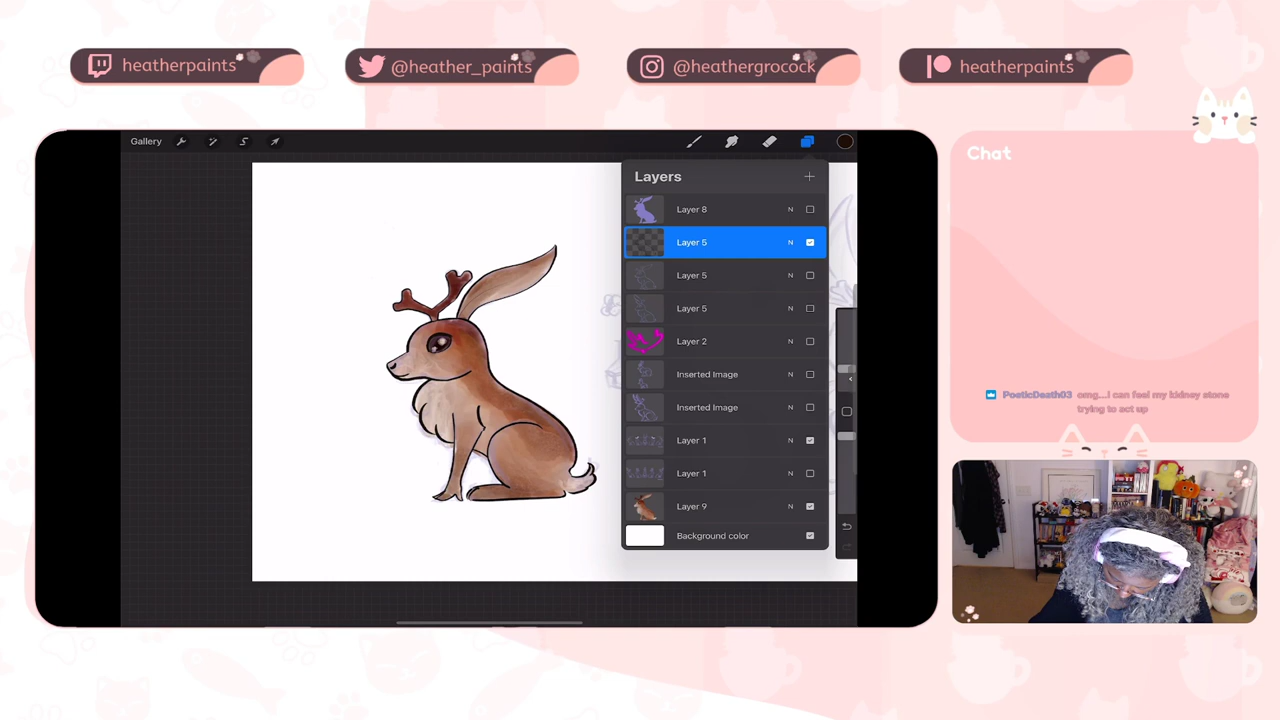 heatherpaints
@heather_paints
@heathergrocock
heatherpaints
Gallery
Layers
Layer 8 N
Layer 5 N
Layer 5 N
Layer 5 N
Layer 2 N
Inserted Image N
Inserted Image N
Layer 1 N
Layer 1 N
Layer 9 N
Background color
Chat
PoeticDeath03 omg...i can feel my kidney stone
trying to act up